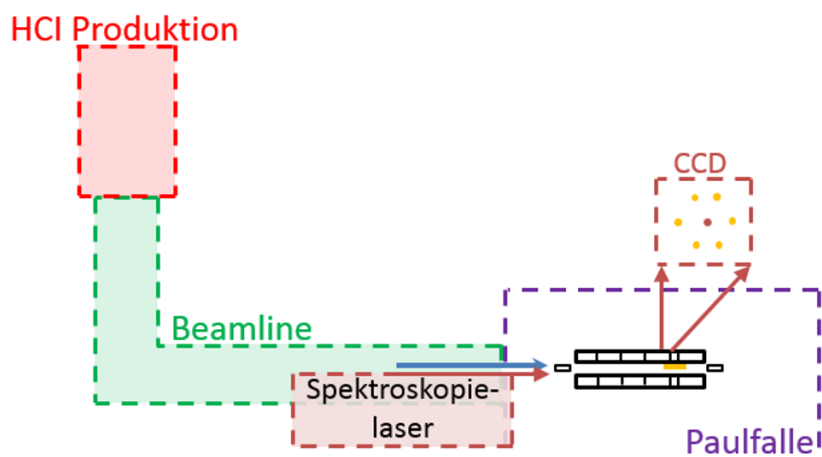 HCI Produktion
CCD
Beamline
Spektroskopie-
laser
Paulfalle